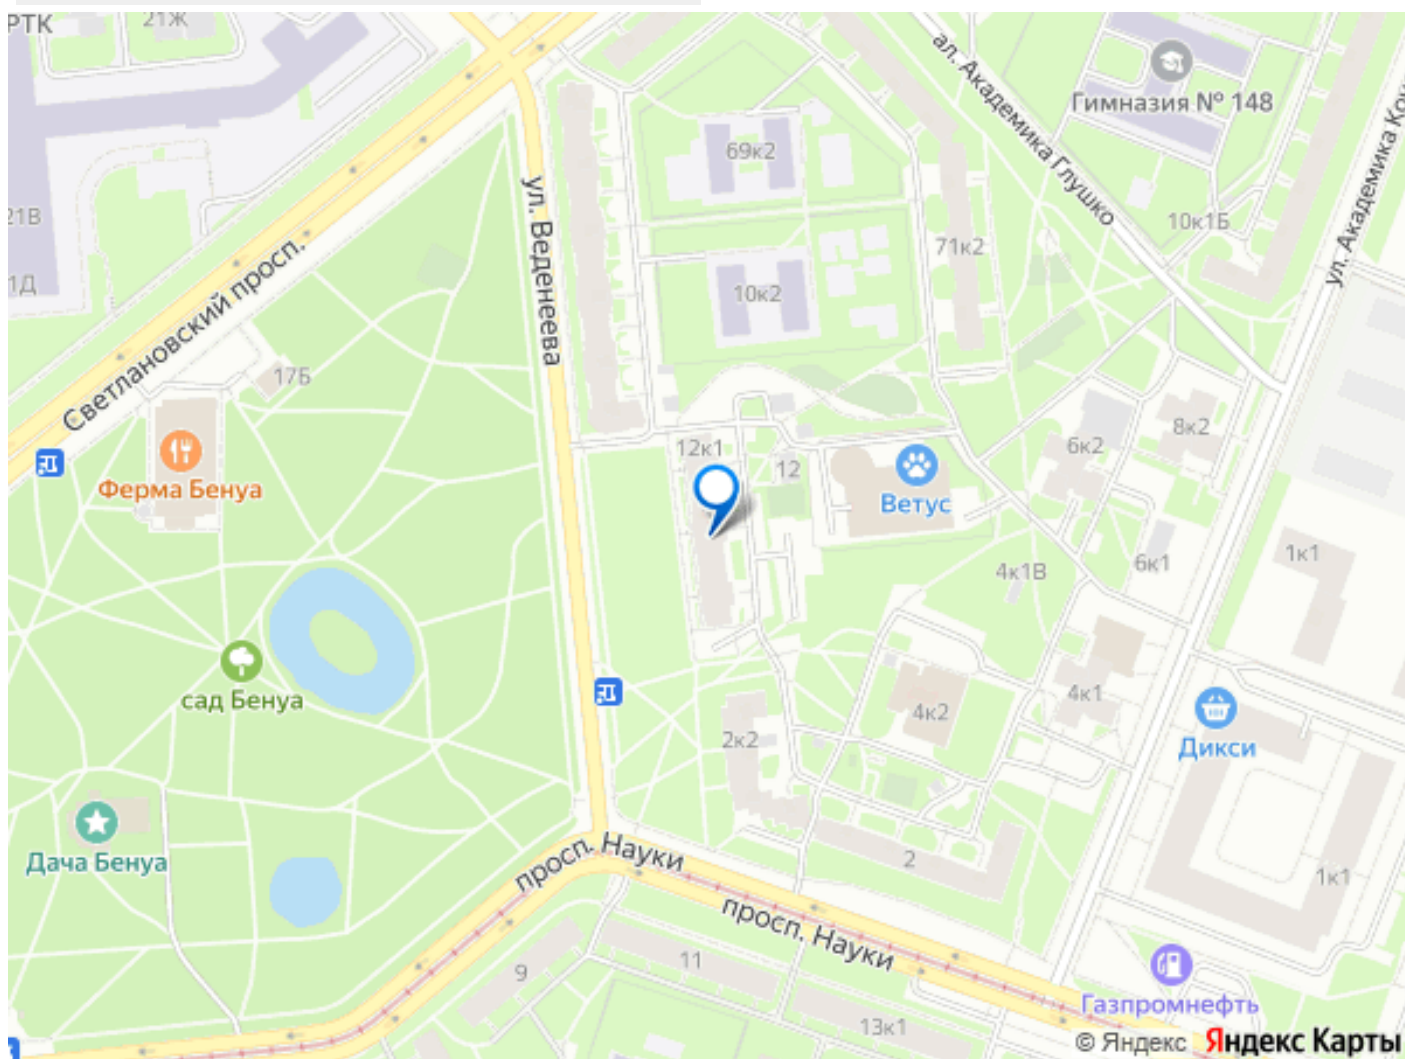 РТК
21Ж
ал. Академика Глушко
Гимназия № 148
69к2
ул. Веденеева
21В
10к1Б
71к2
1Д
10к2
Светлановский просп.
17Б
12к1
8к2
6к2
12
Ферма Бенуа
Ветус
1к1
6к1
4к1В
сад Бенуа
4к1
4к2
2к2
Дикси
Дача Бенуа
просп. Науки
2
1к1
просп. Науки
11
9
Газпромнефть
13к1
© Яндекс Яндекс Карты